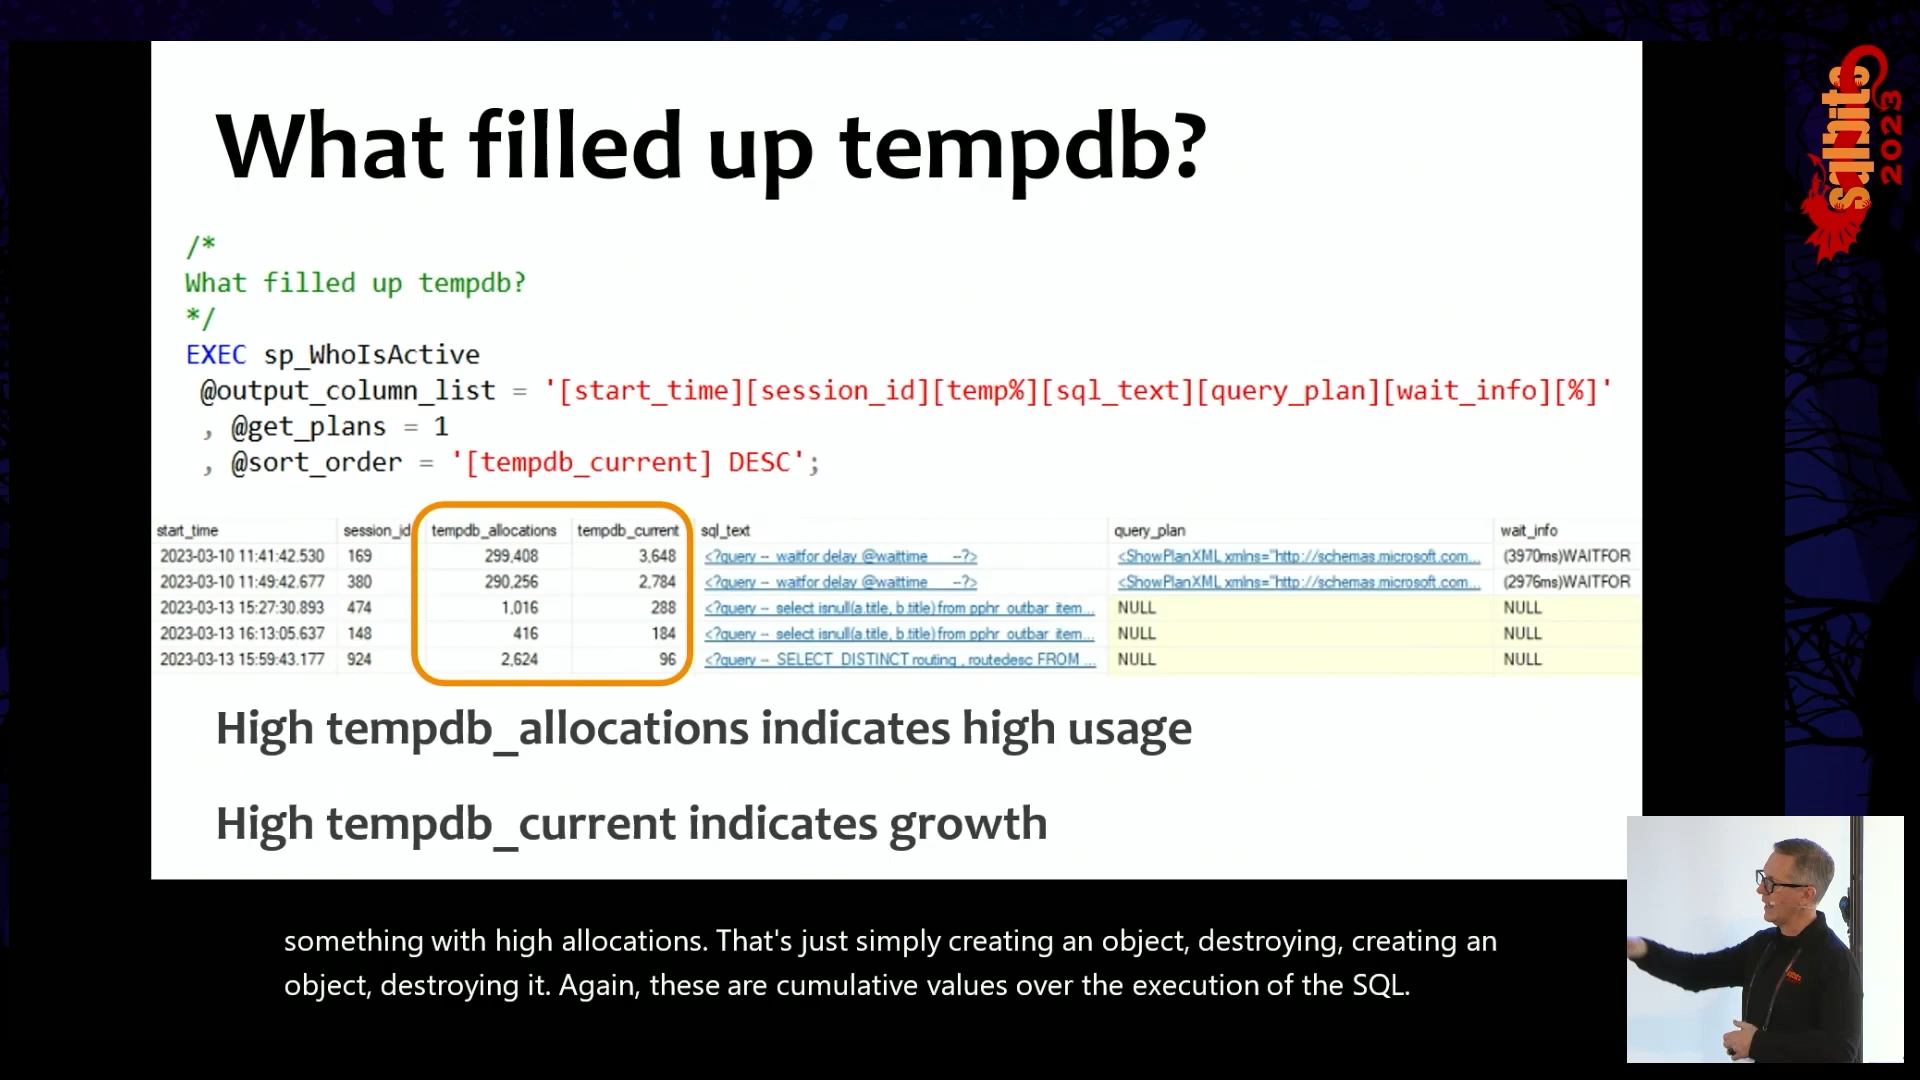 What filled up tempdb?
/*
What filled up tempdb?
*/
EXEC sp_WhoIsActive
@output_column_list = '[start_time][session_id][temp%][sql_text][query_plan][wait_info][%]'
, @get_plans = 1
, @sort_order = '[tempdb_current] DESC';
start_time session_id tempdb_allocations tempdb_current sql_text query_plan wait_info
2023-03-10 11:41:42.530 169 299,408 3,648 <?query -- waitfor delay @waittime --?> <ShowPlanXML xmlns="http://schemas.microsoft.com... (3970ms)WAITFOR
2023-03-10 11:49:42.677 380 290,256 2,784 <?query -- waitfor delay @waittime --?> <ShowPlanXML xmlns="http://schemas.microsoft.com... (2976ms)WAITFOR
2023-03-13 15:27:30.893 474 1,016 288 <?query -- select isnull(a.title, b.title) from pphr_outbar_item... NULL NULL
2023-03-13 16:13:05.637 148 416 184 <?query -- select isnull(a.title, b.title) from pphr_outbar_item... NULL NULL
2023-03-13 15:59:43.177 924 2,624 96 <?query -- SELECT DISTINCT routing , routedesc FROM ... NULL NULL
High tempdb_allocations indicates high usage
High tempdb_current indicates growth
something with high allocations. That's just simply creating an object, destroying, creating an
object, destroying it. Again, these are cumulative values over the execution of the SQL.
sqlbits
2023